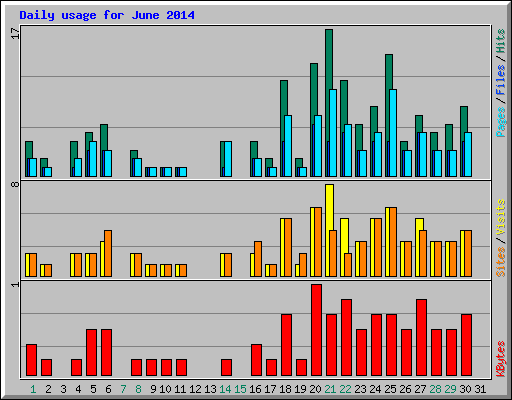 Daily usage for June 2014
17
Pages / Files / Hits
8
Sites / Visits
1
KBytes
1 2 3 4 5 6 7 8 9 10 11 12 13 14 15 16 17 18 19 20 21 22 23 24 25 26 27 28 29 30 31